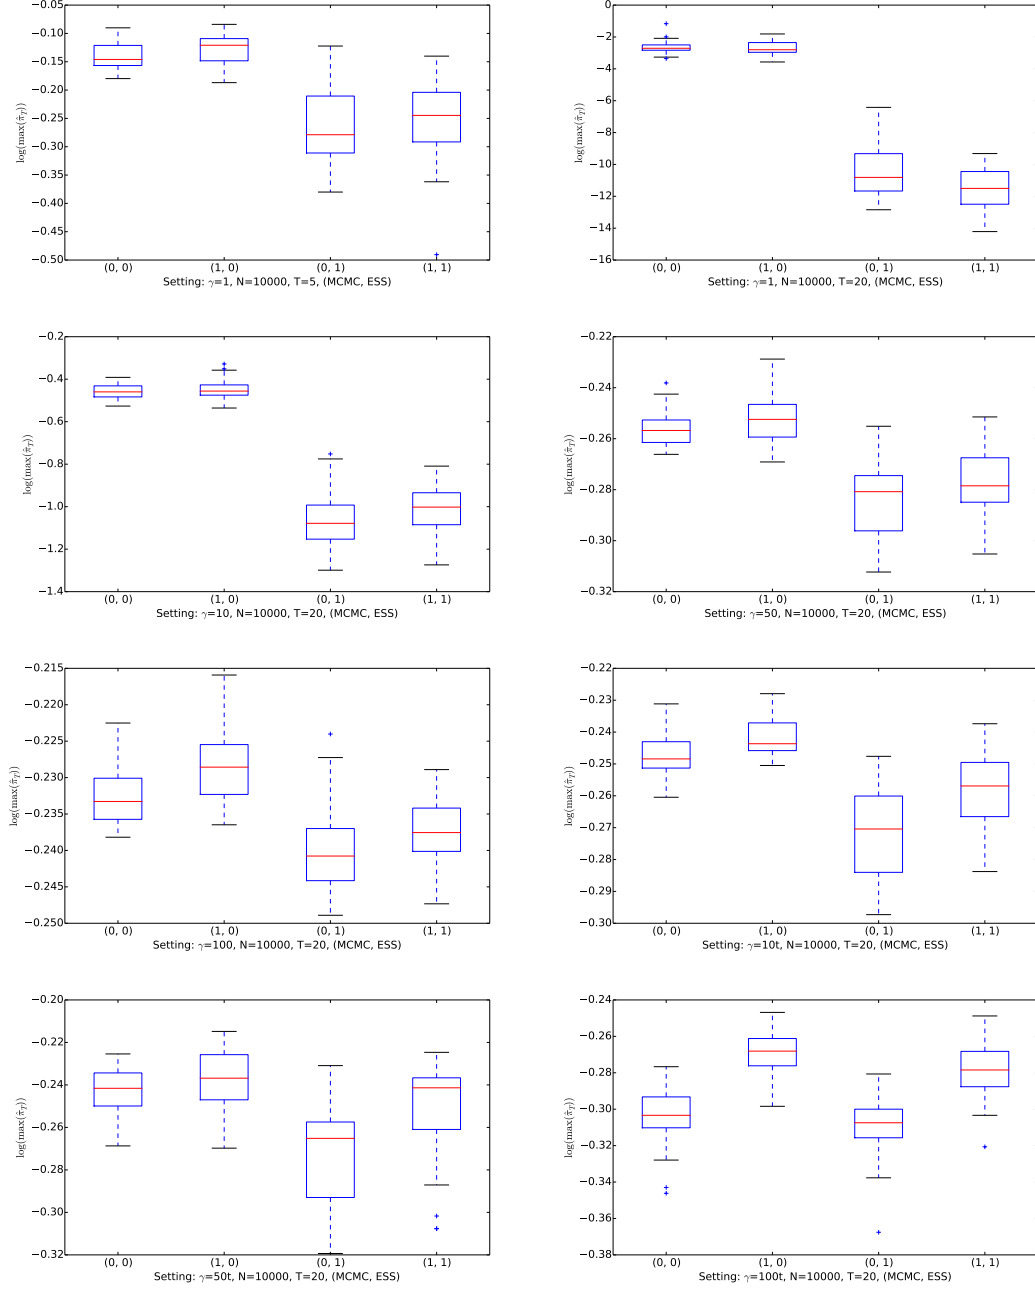 −0.05
−0.10
−0.15
−0.20
−0.25
−0.30
−0.35
−0.40
−0.45
−0.50
log(max(π̂_T))
(0, 0) (1, 0) (0, 1) (1, 1)
Setting: γ=1, N=10000, T=5, (MCMC, ESS)
0
−2
−4
−6
−8
−10
−12
−14
−16
log(max(π̂_T))
(0, 0) (1, 0) (0, 1) (1, 1)
Setting: γ=1, N=10000, T=20, (MCMC, ESS)
−0.2
−0.4
−0.6
−0.8
−1.0
−1.2
−1.4
log(max(π̂_T))
(0, 0) (1, 0) (0, 1) (1, 1)
Setting: γ=10, N=10000, T=20, (MCMC, ESS)
−0.22
−0.24
−0.26
−0.28
−0.30
−0.32
log(max(π̂_T))
(0, 0) (1, 0) (0, 1) (1, 1)
Setting: γ=50, N=10000, T=20, (MCMC, ESS)
−0.215
−0.220
−0.225
−0.230
−0.235
−0.240
−0.245
−0.250
log(max(π̂_T))
(0, 0) (1, 0) (0, 1) (1, 1)
Setting: γ=100, N=10000, T=20, (MCMC, ESS)
−0.22
−0.23
−0.24
−0.25
−0.26
−0.27
−0.28
−0.29
−0.30
log(max(π̂_T))
(0, 0) (1, 0) (0, 1) (1, 1)
Setting: γ=10t, N=10000, T=20, (MCMC, ESS)
−0.20
−0.22
−0.24
−0.26
−0.28
−0.30
−0.32
log(max(π̂_T))
(0, 0) (1, 0) (0, 1) (1, 1)
Setting: γ=50t, N=10000, T=20, (MCMC, ESS)
−0.24
−0.26
−0.28
−0.30
−0.32
−0.34
−0.36
−0.38
log(max(π̂_T))
(0, 0) (1, 0) (0, 1) (1, 1)
Setting: γ=100t, N=10000, T=20, (MCMC, ESS)